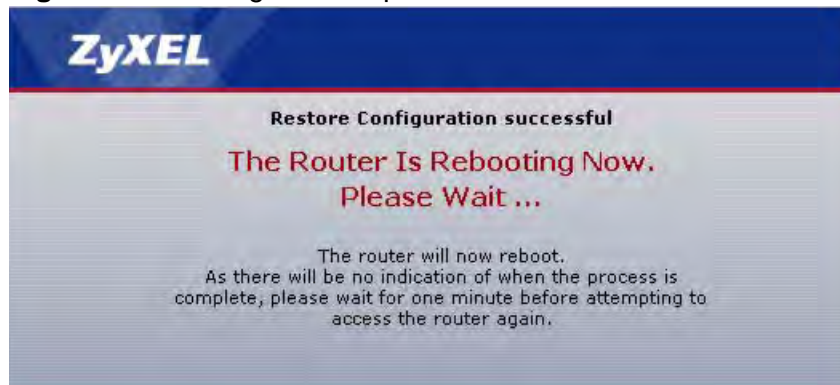 ZyXEL
Restore Configuration successful
The Router Is Rebooting Now.
Please Wait ...
The router will now reboot.
As there will be no indication of when the process is
complete, please wait for one minute before attempting to
access the router again.